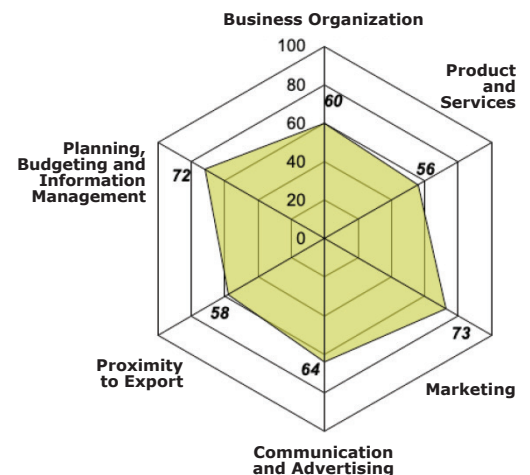 Business Organization
100
80
60
40
20
0
60
Product
and
Services
56
Planning,
Budgeting and
Information
Management
72
58
Proximity
to Export
64
73
Marketing
Communication
and Advertising